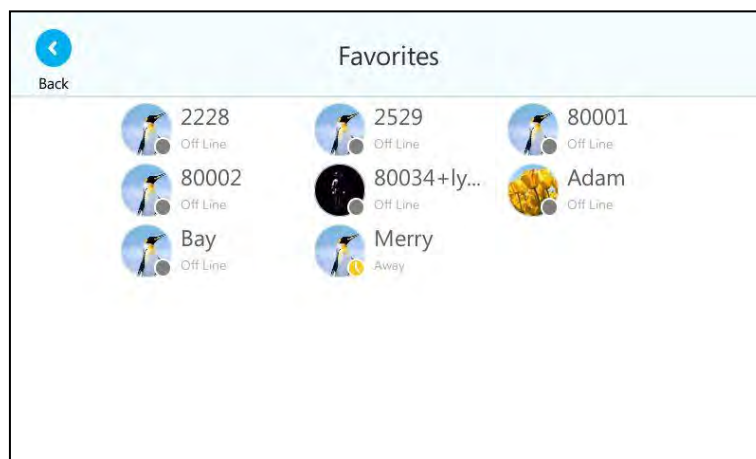 Favorites
Back
2228
Off Line
2529
Off Line
80001
Off Line
80002
Off Line
80034+ly...
Off Line
Adam
Off Line
Bay
Off Line
Merry
Away